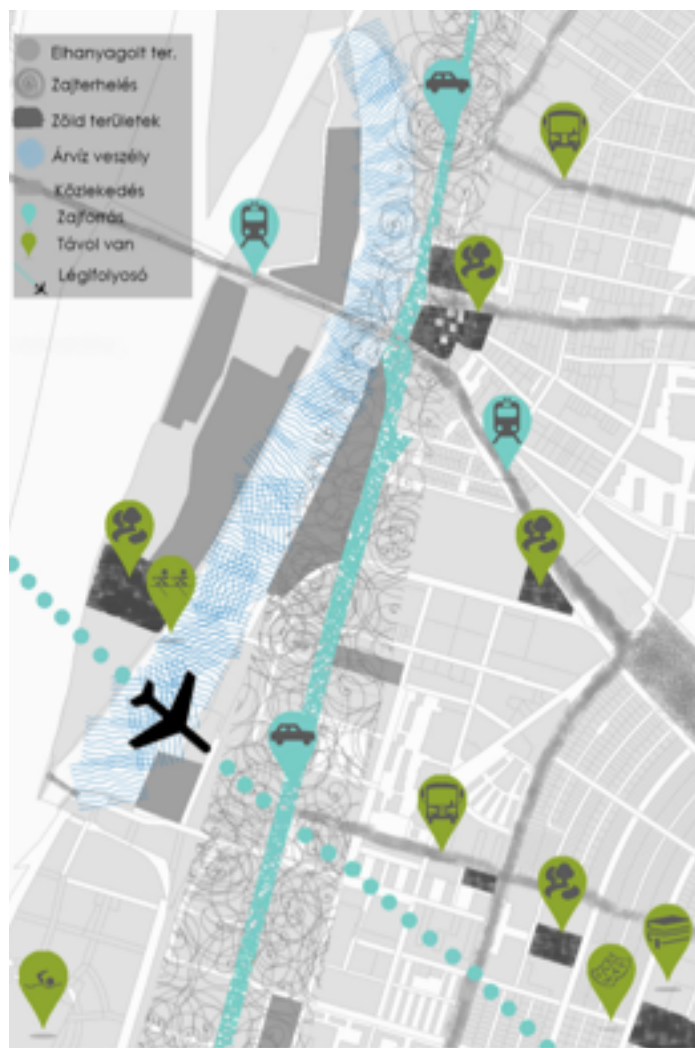 Elhanyagolt ter.
Zajterhelés
Zöld területek
Árvíz veszély
Közlekedés
Zajforrás
Távol van
Légifolyosó